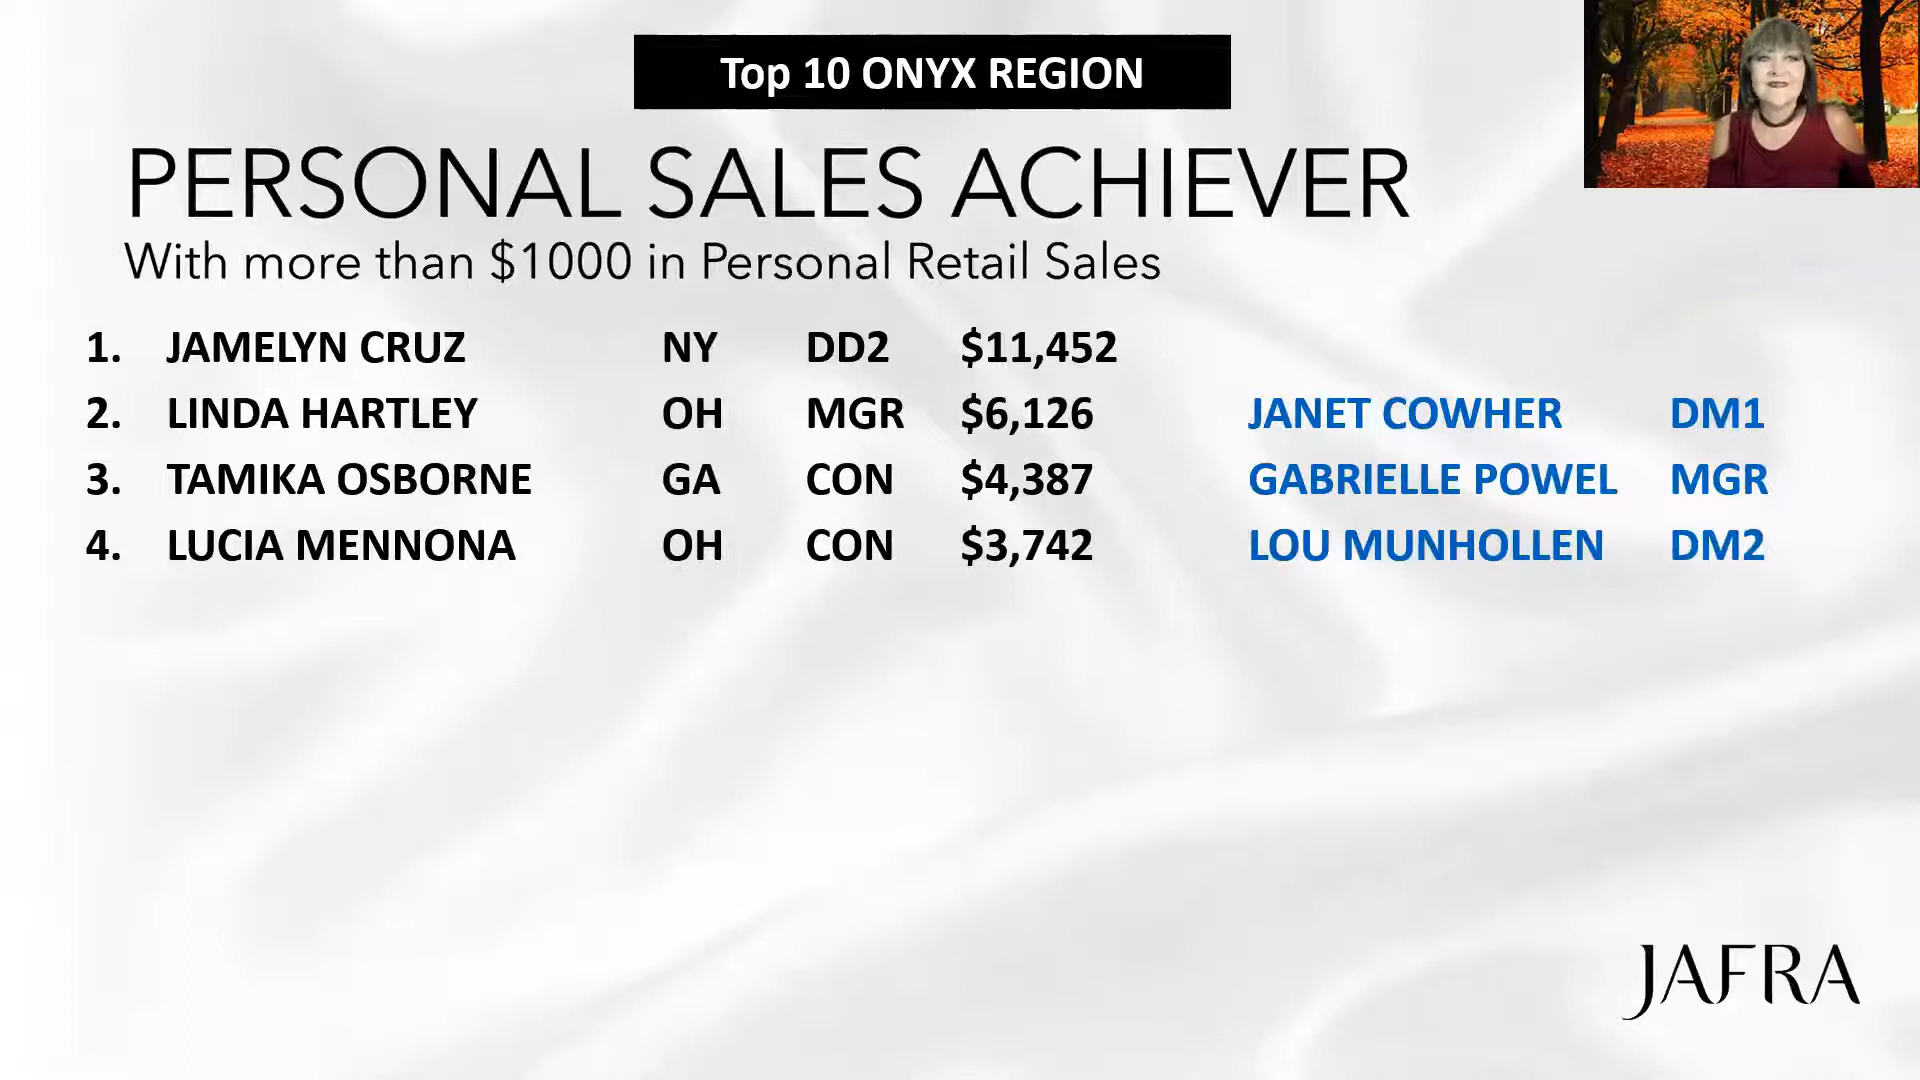 Top 10 ONYX REGION
PERSONAL SALES ACHIEVER
With more than $1000 in Personal Retail Sales
1. JAMELYN CRUZ NY DD2 $11,452
2. LINDA HARTLEY OH MGR $6,126 JANET COWHER DM1
3. TAMIKA OSBORNE GA CON $4,387 GABRIELLE POWEL MGR
4. LUCIA MENNONA OH CON $3,742 LOU MUNHOLLEN DM2
JAFRA